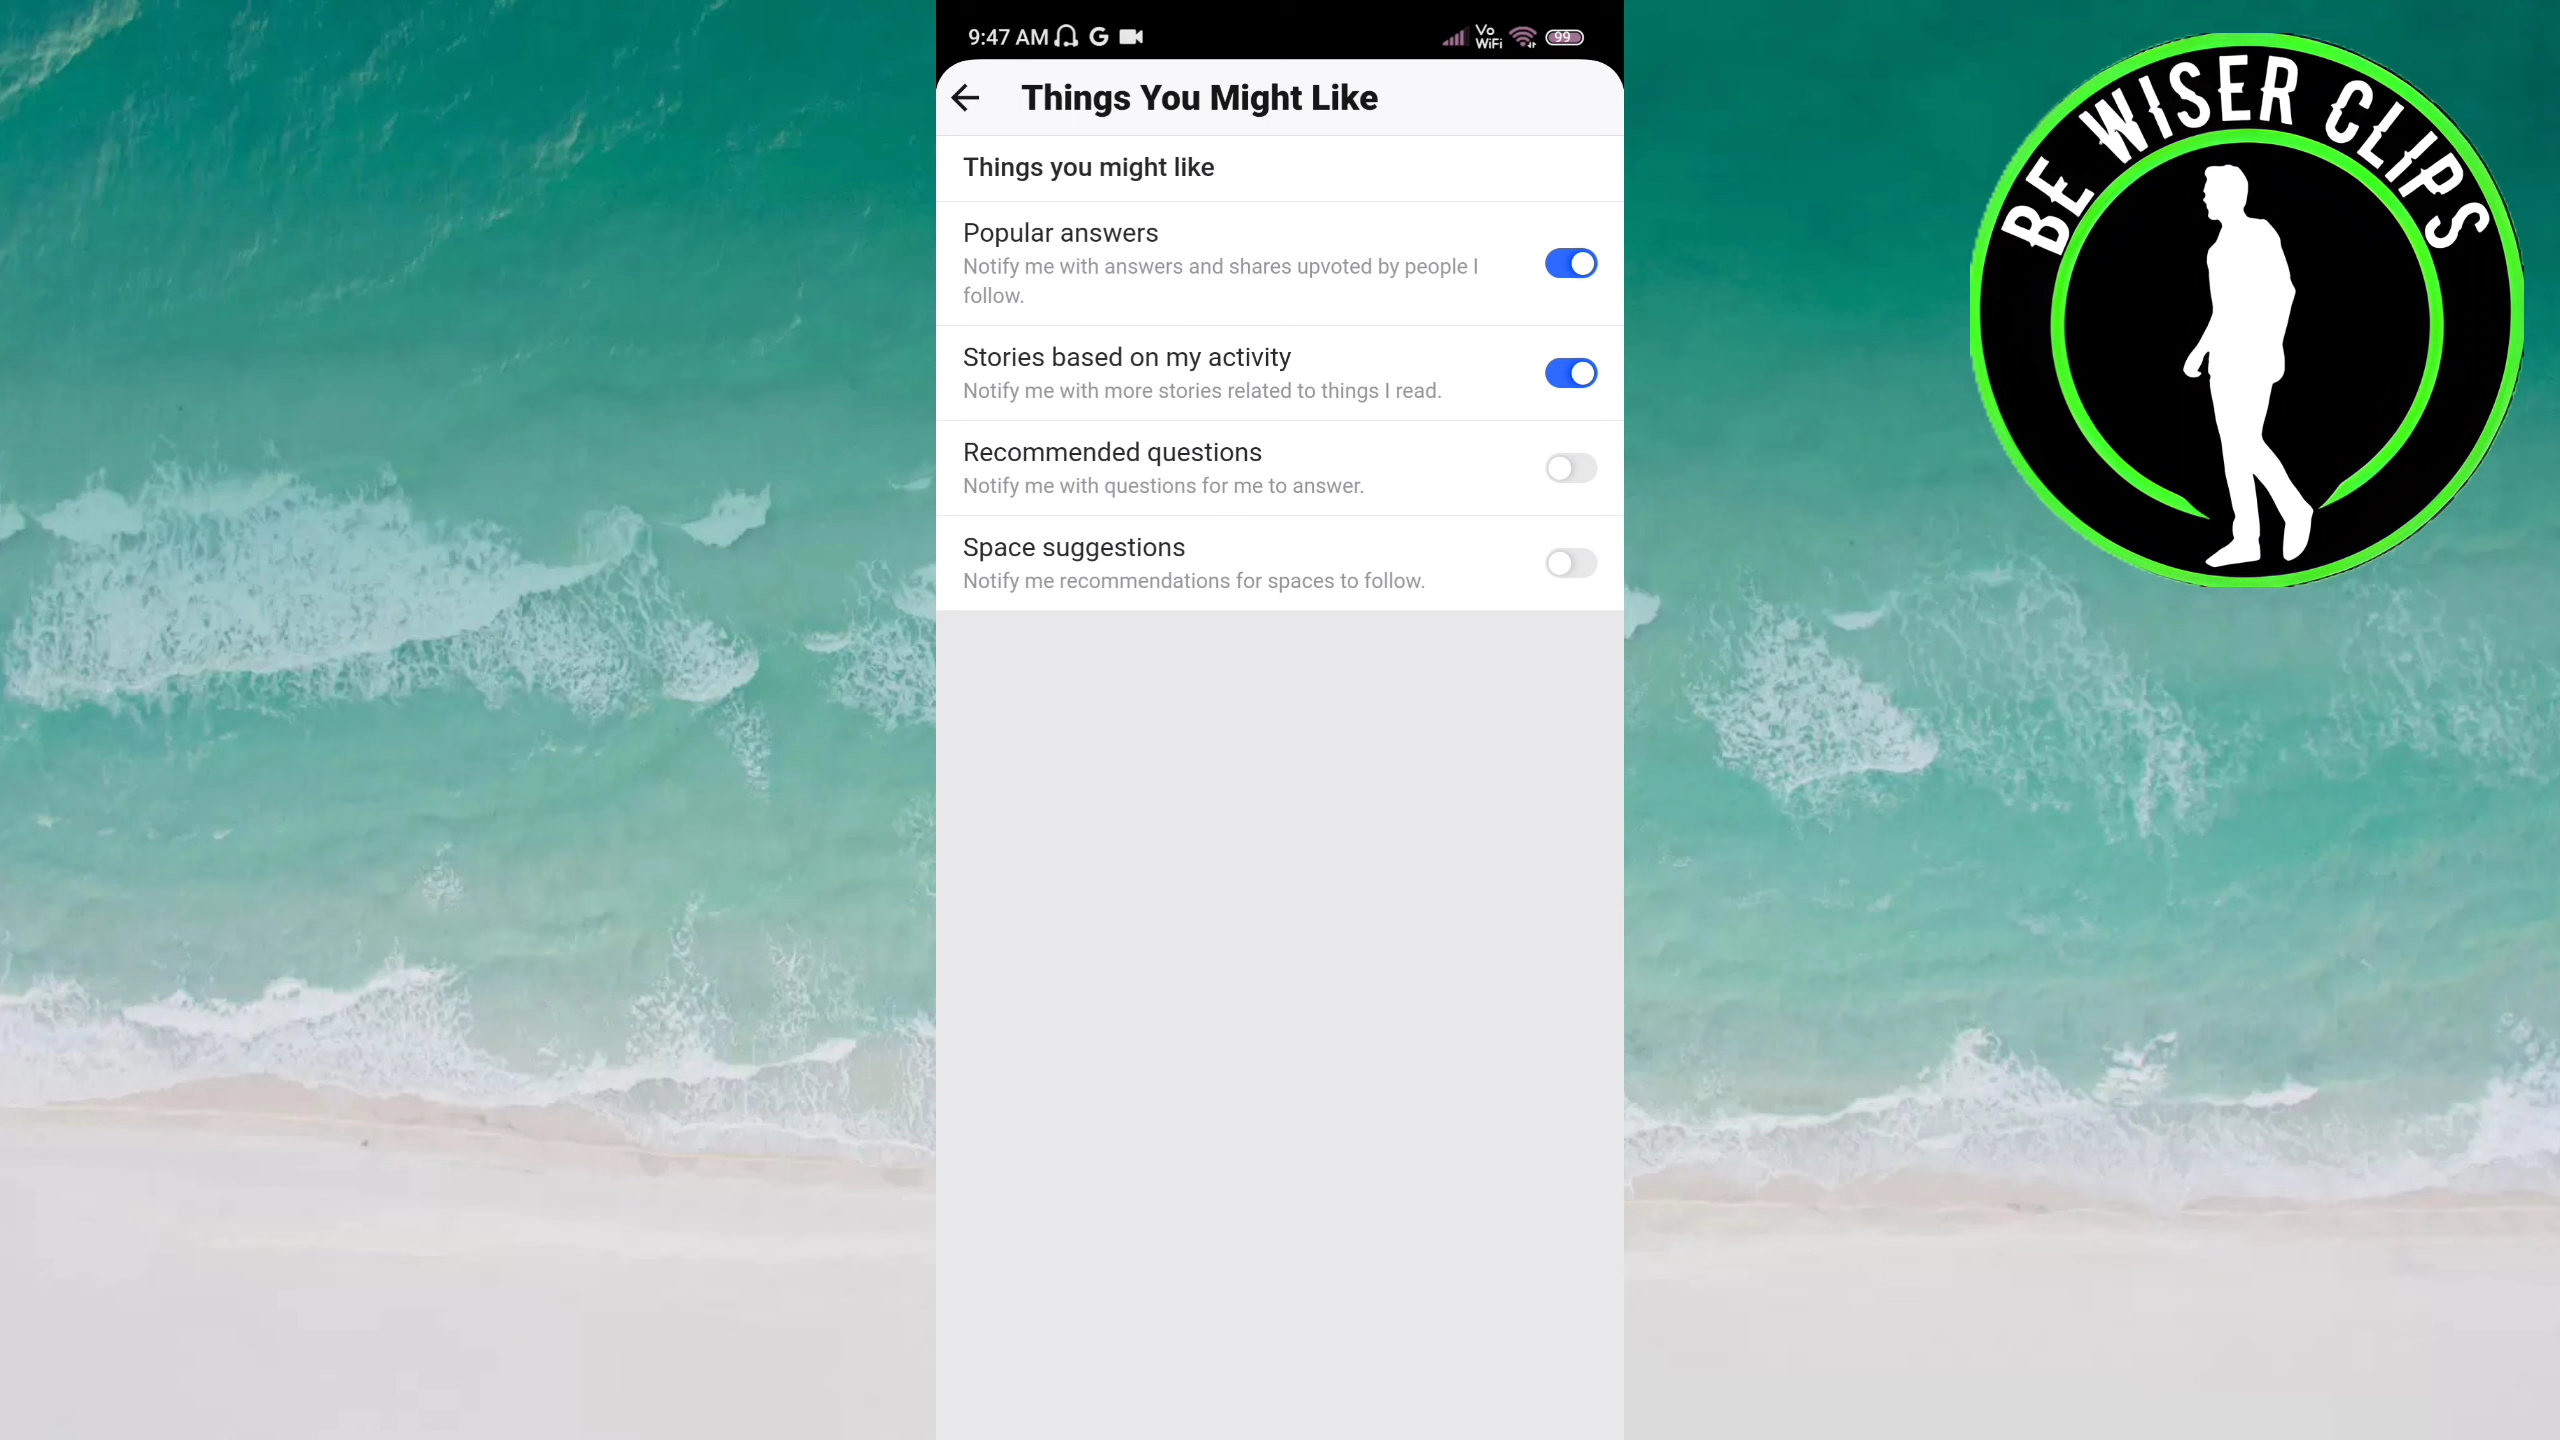 9:47 AM
Vo
WiFi
99
Things You Might Like
Things you might like
Popular answers
Notify me with answers and shares upvoted by people I
follow.
Stories based on my activity
Notify me with more stories related to things I read.
Recommended questions
Notify me with questions for me to answer.
Space suggestions
Notify me recommendations for spaces to follow.
BE WISER CLIPS